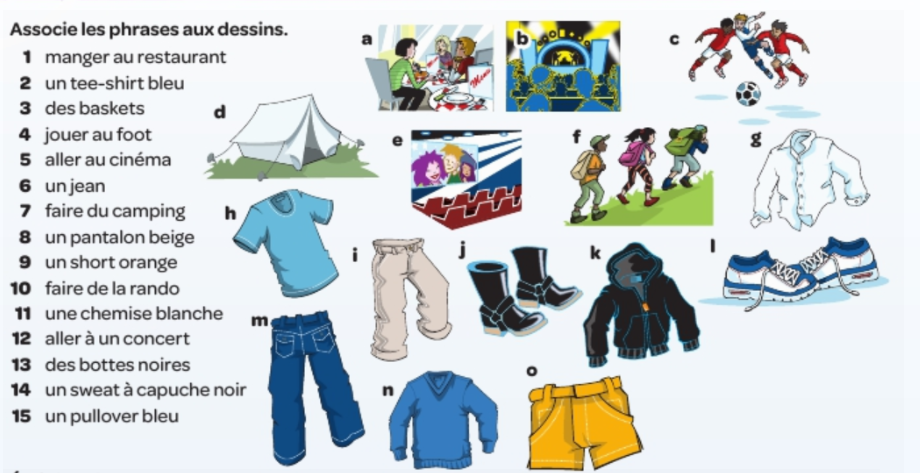 Associe les phrases aux dessins.
1 manger au restaurant
2 un tee-shirt bleu
3 des baskets
4 jouer au foot
5 aller au cinéma
6 un jean
7 faire du camping
8 un pantalon beige
9 un short orange
10 faire de la rando
11 une chemise blanche
12 aller à un concert
13 des bottes noires
14 un sweat à capuche noir
15 un pullover bleu
a
Menu
b
c
d
e
f
g
h
i
j
k
l
m
n
o